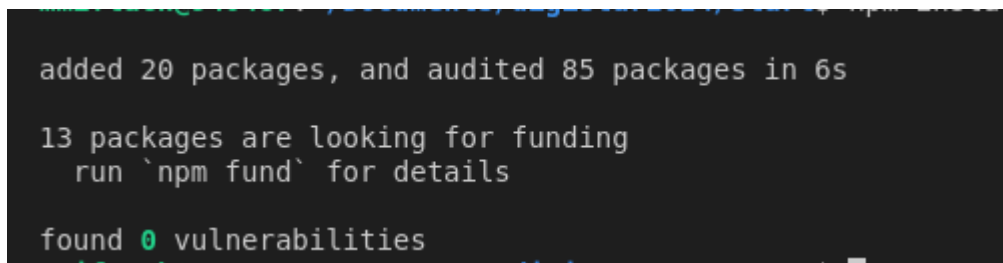 added 20 packages, and audited 85 packages in 6s
13 packages are looking for funding
run `npm fund` for details
found 0 vulnerabilities